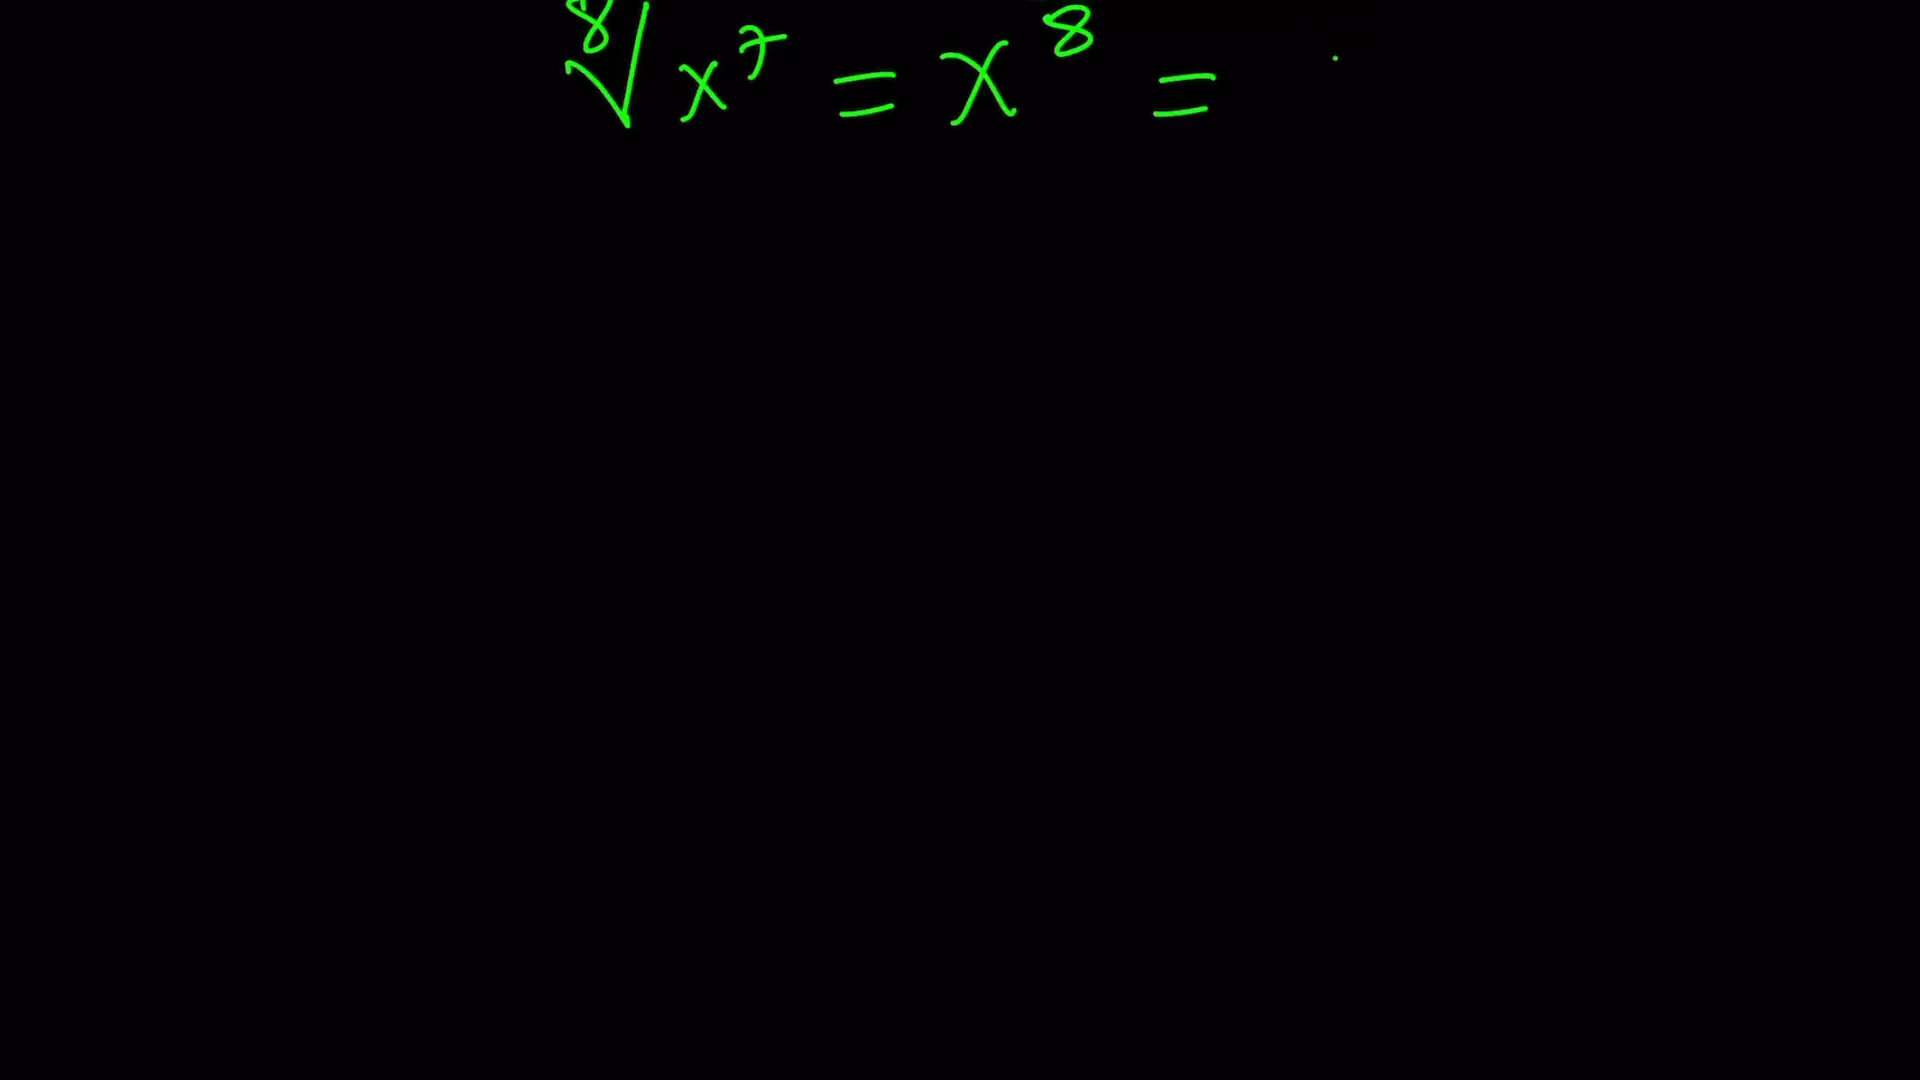 ⁸√x⁷ = x⁸ =